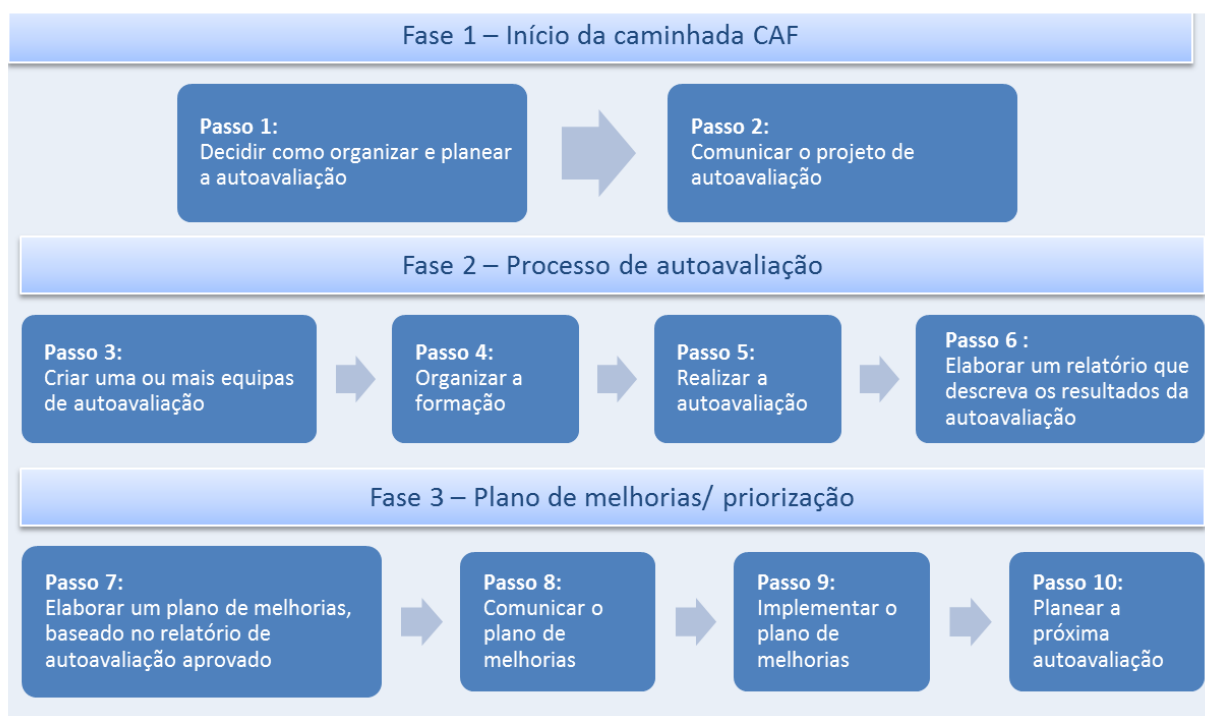 Fase 1 – Início da caminhada CAF
Passo 1:
Decidir como organizar e planear
a autoavaliação
Passo 2:
Comunicar o projeto de
autoavaliação
Fase 2 – Processo de autoavaliação
Passo 3:
Criar uma ou mais equipas
de autoavaliação
Passo 4:
Organizar a
formação
Passo 5:
Realizar a
autoavaliação
Passo 6 :
Elaborar um relatório que
descreva os resultados da
autoavaliação
Fase 3 – Plano de melhorias/ priorização
Passo 7:
Elaborar um plano de melhorias,
baseado no relatório de
autoavaliação aprovado
Passo 8:
Comunicar o
plano de
melhorias
Passo 9:
Implementar o
plano de
melhorias
Passo 10:
Planear a
próxima
autoavaliação